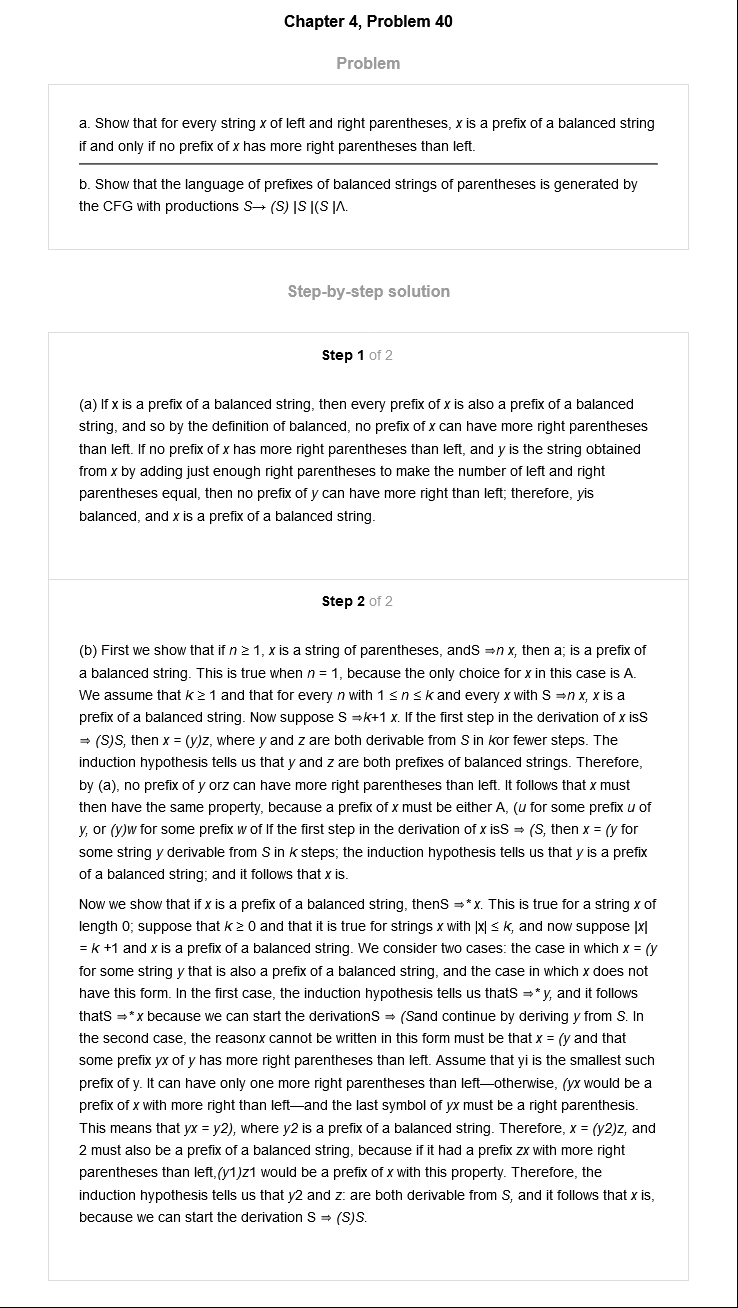 Chapter 4, Problem 40
Problem
a. Show that for every string x of left and right parentheses, x is a prefix of a balanced string
if and only if no prefix of x has more right parentheses than left.
b. Show that the language of prefixes of balanced strings of parentheses is generated by
the CFG with productions S→ (S) |S |(S |Λ.
Step-by-step solution
Step 1 of 2
(a) If x is a prefix of a balanced string, then every prefix of x is also a prefix of a balanced
string, and so by the definition of balanced, no prefix of x can have more right parentheses
than left. If no prefix of x has more right parentheses than left, and y is the string obtained
from x by adding just enough right parentheses to make the number of left and right
parentheses equal, then no prefix of y can have more right than left; therefore, yis
balanced, and x is a prefix of a balanced string.
Step 2 of 2
(b) First we show that if n ≥ 1, x is a string of parentheses, andS ⇒n x, then a; is a prefix of
a balanced string. This is true when n = 1, because the only choice for x in this case is A.
We assume that k ≥ 1 and that for every n with 1 ≤ n ≤ k and every x with S ⇒n x, x is a
prefix of a balanced string. Now suppose S ⇒k+1 x. If the first step in the derivation of x isS
⇒ (S)S, then x = (y)z, where y and z are both derivable from S in kor fewer steps. The
induction hypothesis tells us that y and z are both prefixes of balanced strings. Therefore,
by (a), no prefix of y orz can have more right parentheses than left. It follows that x must
then have the same property, because a prefix of x must be either A, (u for some prefix u of
y, or (y)w for some prefix w of If the first step in the derivation of x isS ⇒ (S, then x = (y for
some string y derivable from S in k steps; the induction hypothesis tells us that y is a prefix
of a balanced string; and it follows that x is.
Now we show that if x is a prefix of a balanced string, thenS ⇒* x. This is true for a string x of
length 0; suppose that k ≥ 0 and that it is true for strings x with |x| ≤ k, and now suppose |x|
= k +1 and x is a prefix of a balanced string. We consider two cases: the case in which x = (y
for some string y that is also a prefix of a balanced string, and the case in which x does not
have this form. In the first case, the induction hypothesis tells us thatS ⇒* y, and it follows
thatS ⇒* x because we can start the derivationS ⇒ (Sand continue by deriving y from S. In
the second case, the reasonx cannot be written in this form must be that x = (y and that
some prefix yx of y has more right parentheses than left. Assume that yi is the smallest such
prefix of y. It can have only one more right parentheses than left—otherwise, (yx would be a
prefix of x with more right than left—and the last symbol of yx must be a right parenthesis.
This means that yx = y2), where y2 is a prefix of a balanced string. Therefore, x = (y2)z, and
2 must also be a prefix of a balanced string, because if it had a prefix zx with more right
parentheses than left,(y1)z1 would be a prefix of x with this property. Therefore, the
induction hypothesis tells us that y2 and z: are both derivable from S, and it follows that x is,
because we can start the derivation S ⇒ (S)S.